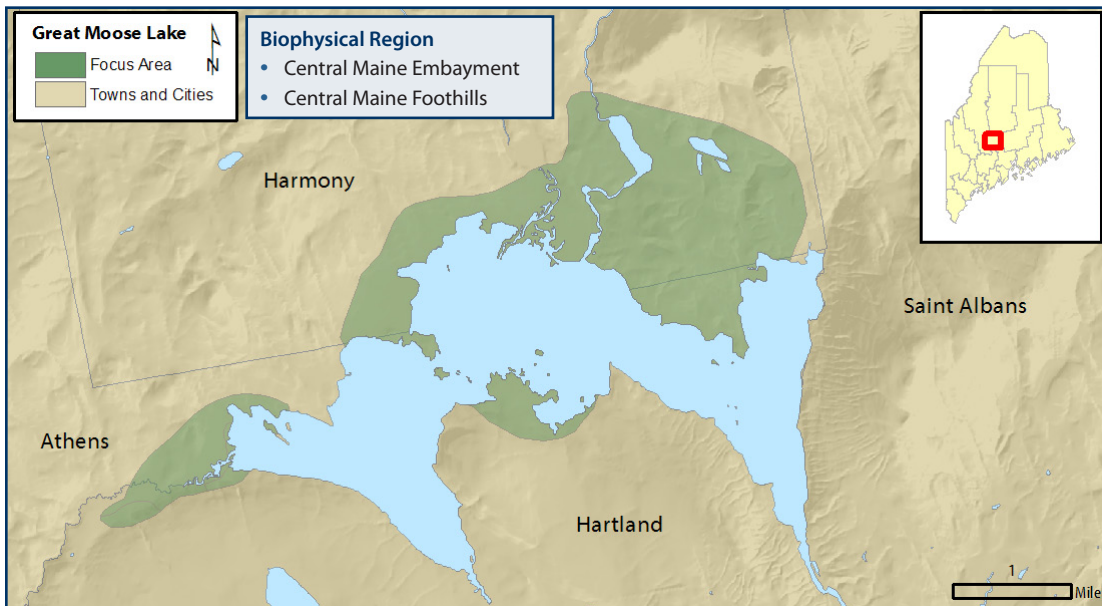 Great Moose Lake
N
Focus Area
Towns and Cities
Biophysical Region
• Central Maine Embayment
• Central Maine Foothills
Harmony
Saint Albans
Athens
Hartland
1
Mile